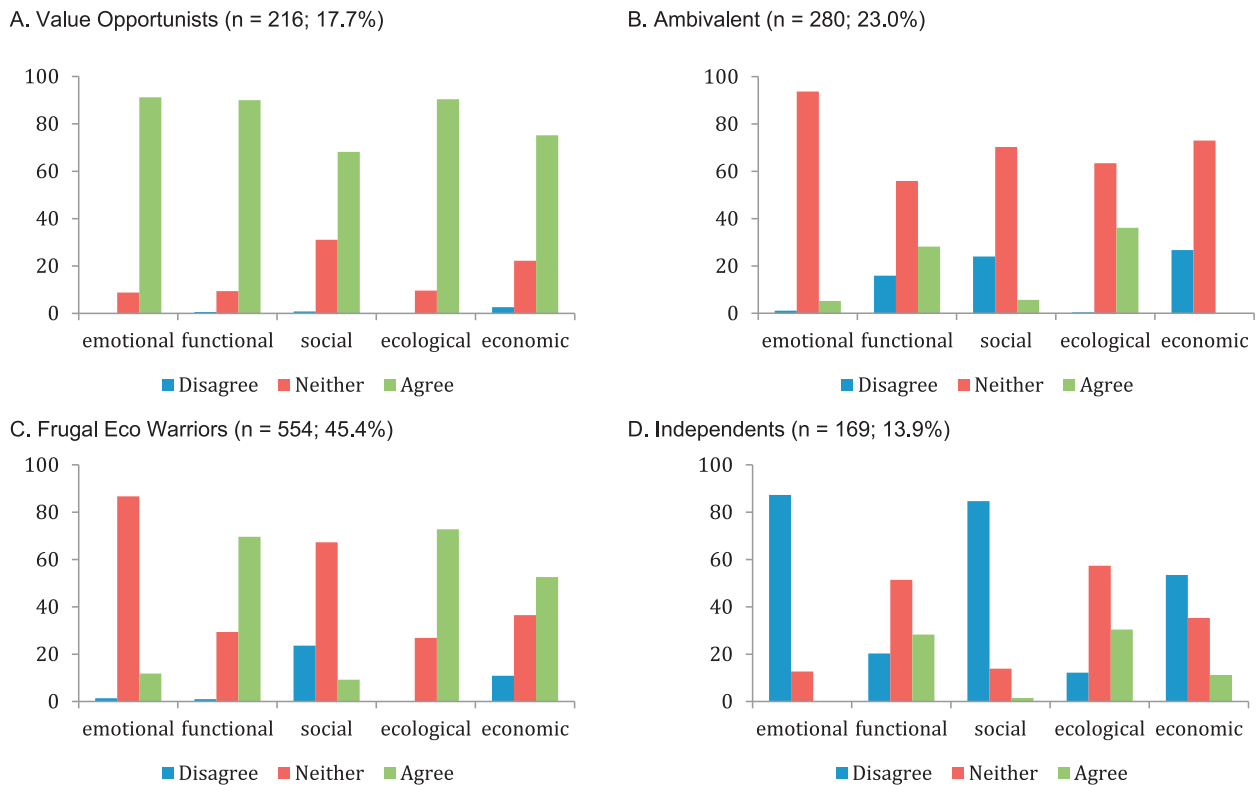 A. Value Opportunists (n = 216; 17.7%)
100
80
60
40
20
0
emotional functional social ecological economic
Disagree Neither Agree
B. Ambivalent (n = 280; 23.0%)
100
80
60
40
20
0
emotional functional social ecological economic
Disagree Neither Agree
C. Frugal Eco Warriors (n = 554; 45.4%)
100
80
60
40
20
0
emotional functional social ecological economic
Disagree Neither Agree
D. Independents (n = 169; 13.9%)
100
80
60
40
20
0
emotional functional social ecological economic
Disagree Neither Agree